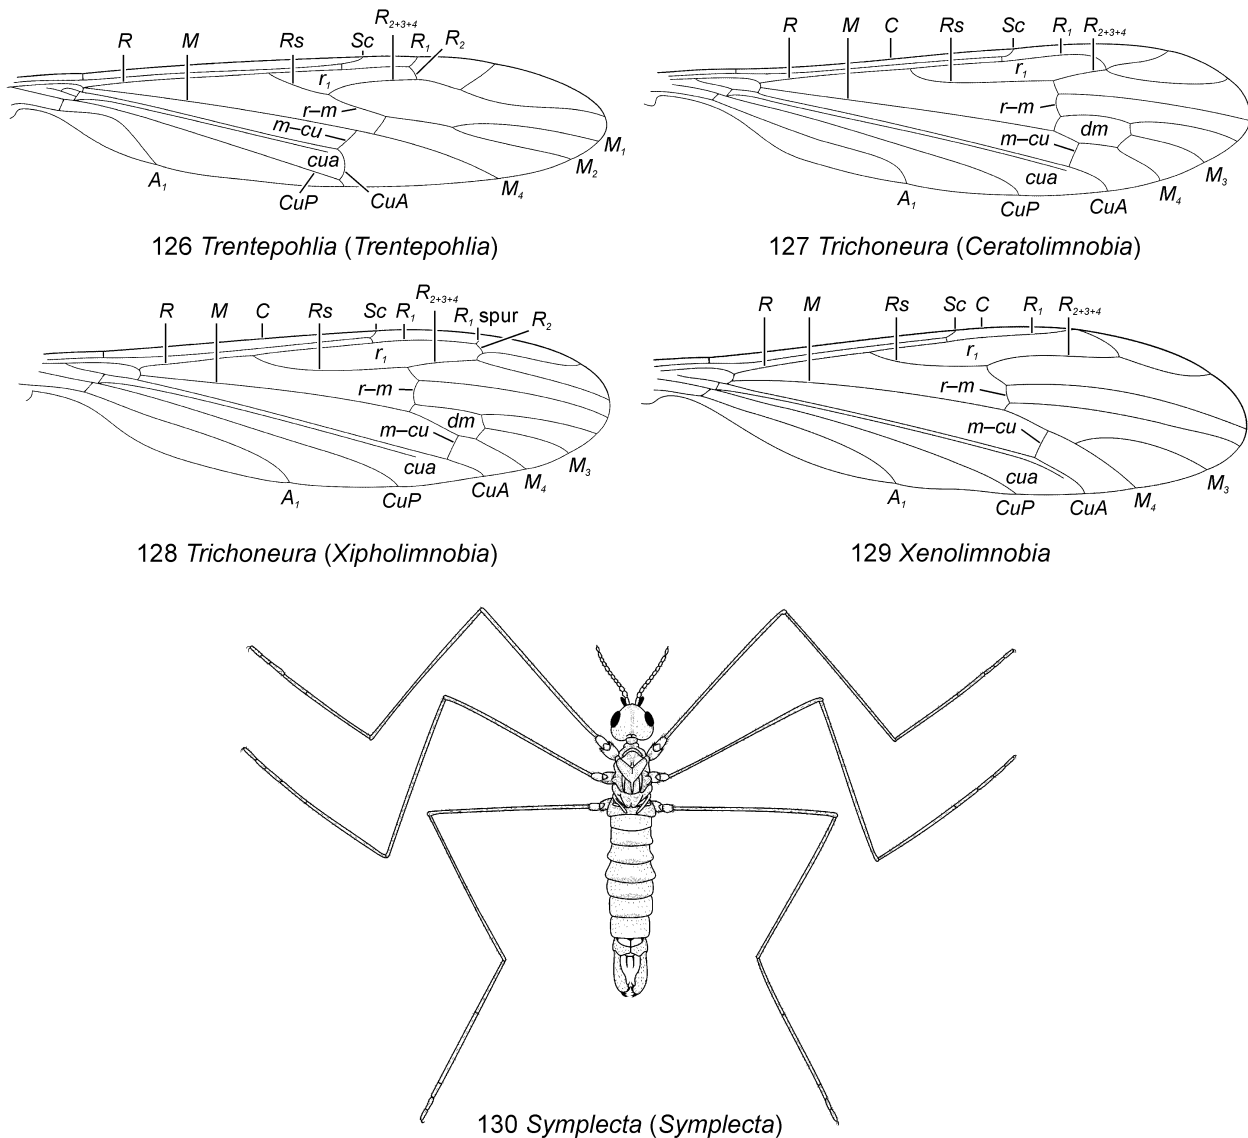 R M Rs Sc R2+3+4 R1 R2
r1
r–m
m–cu
cua
A1 CuP CuA M4 M2 M1
126 Trentepohlia (Trentepohlia)
R M C Rs Sc R1 R2+3+4
r1
r–m
dm
m–cu
cua
A1 CuP CuA M4 M3
127 Trichoneura (Ceratolimnobia)
R M C Rs Sc R1 R2+3+4 R1 spur R2
r1
r–m
dm
m–cu
cua
A1 CuP CuA M4 M3
128 Trichoneura (Xipholimnobia)
R M Rs Sc C R1 R2+3+4
r1
r–m
m–cu
cua
A1 CuP CuA M4 M3
129 Xenolimnobia
130 Symplecta (Symplecta)